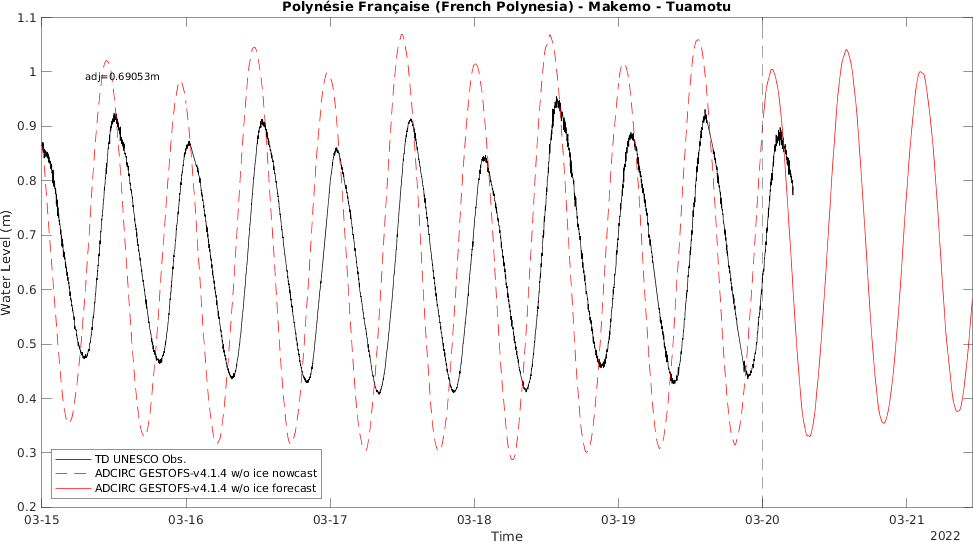 Polynésie Française (French Polynesia) - Makemo - Tuamotu
1.1
1
0.9
0.8
0.7
0.6
0.5
0.4
0.3
0.2
Water Level (m)
adj=0.69053m
TD UNESCO Obs.
ADCIRC GESTOFS-v4.1.4 w/o ice nowcast
ADCIRC GESTOFS-v4.1.4 w/o ice forecast
03-15 03-16 03-17 03-18 03-19 03-20 03-21
Time
2022